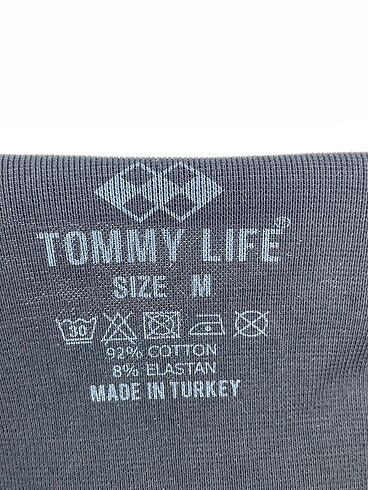 TOMMY LIFE®
SIZE M
30
92% COTTON
8% ELASTAN
MADE IN TURKEY